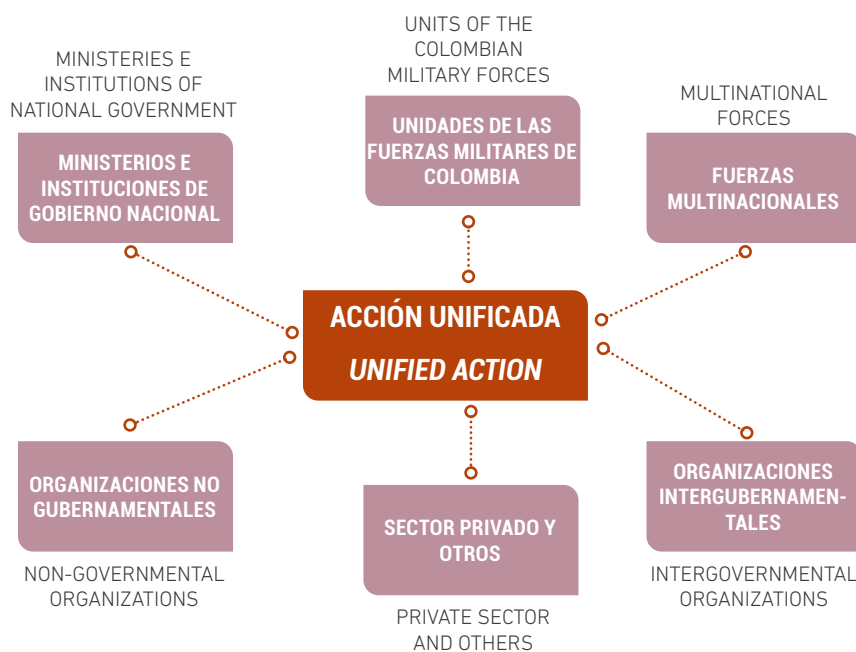 MINISTERIES E
INSTITUTIONS OF
NATIONAL GOVERNMENT
MINISTERIOS E
INSTITUCIONES DE
GOBIERNO NACIONAL
UNITS OF THE
COLOMBIAN
MILITARY FORCES
UNIDADES DE LAS
FUERZAS MILITARES DE
COLOMBIA
MULTINATIONAL
FORCES
FUERZAS
MULTINACIONALES
ACCIÓN UNIFICADA
UNIFIED ACTION
ORGANIZACIONES NO
GUBERNAMENTALES
NON-GOVERNMENTAL
ORGANIZATIONS
SECTOR PRIVADO Y
OTROS
PRIVATE SECTOR
AND OTHERS
ORGANIZACIONES
INTERGUBERNAMEN-
TALES
INTERGOVERNMENTAL
ORGANIZATIONS